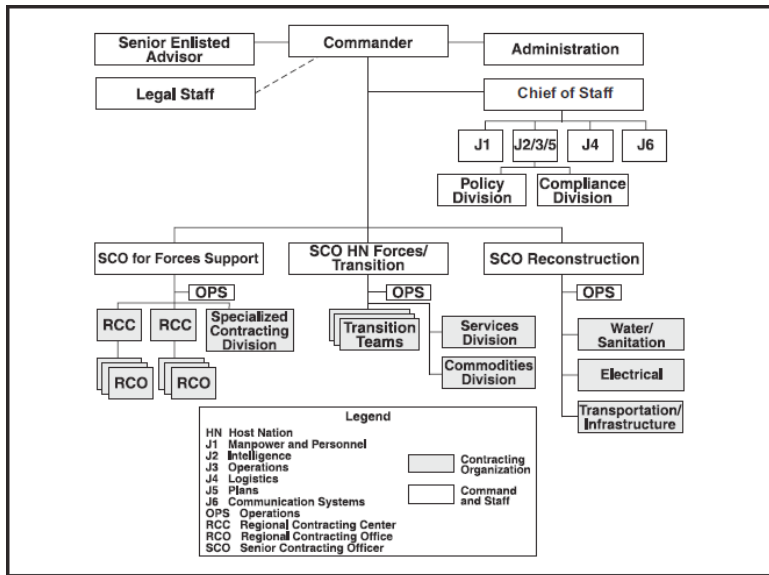 Senior Enlisted
Advisor
Commander
Administration
Legal Staff
Chief of Staff
J1
J2/3/5
J4
J6
Policy
Division
Compliance
Division
SCO for Forces Support
SCO HN Forces/
Transition
SCO Reconstruction
OPS
OPS
OPS
RCC
RCC
Specialized
Contracting
Division
RCO
RCO
Transition
Teams
Services
Division
Commodities
Division
Water/
Sanitation
Electrical
Transportation/
Infrastructure
Legend
HN Host Nation
J1 Manpower and Personnel
J2 Intelligence
J3 Operations
J4 Logistics
J5 Plans
J6 Communication Systems
OPS Operations
RCC Regional Contracting Center
RCO Regional Contracting Office
SCO Senior Contracting Officer
Contracting
Organization
Command
and Staff